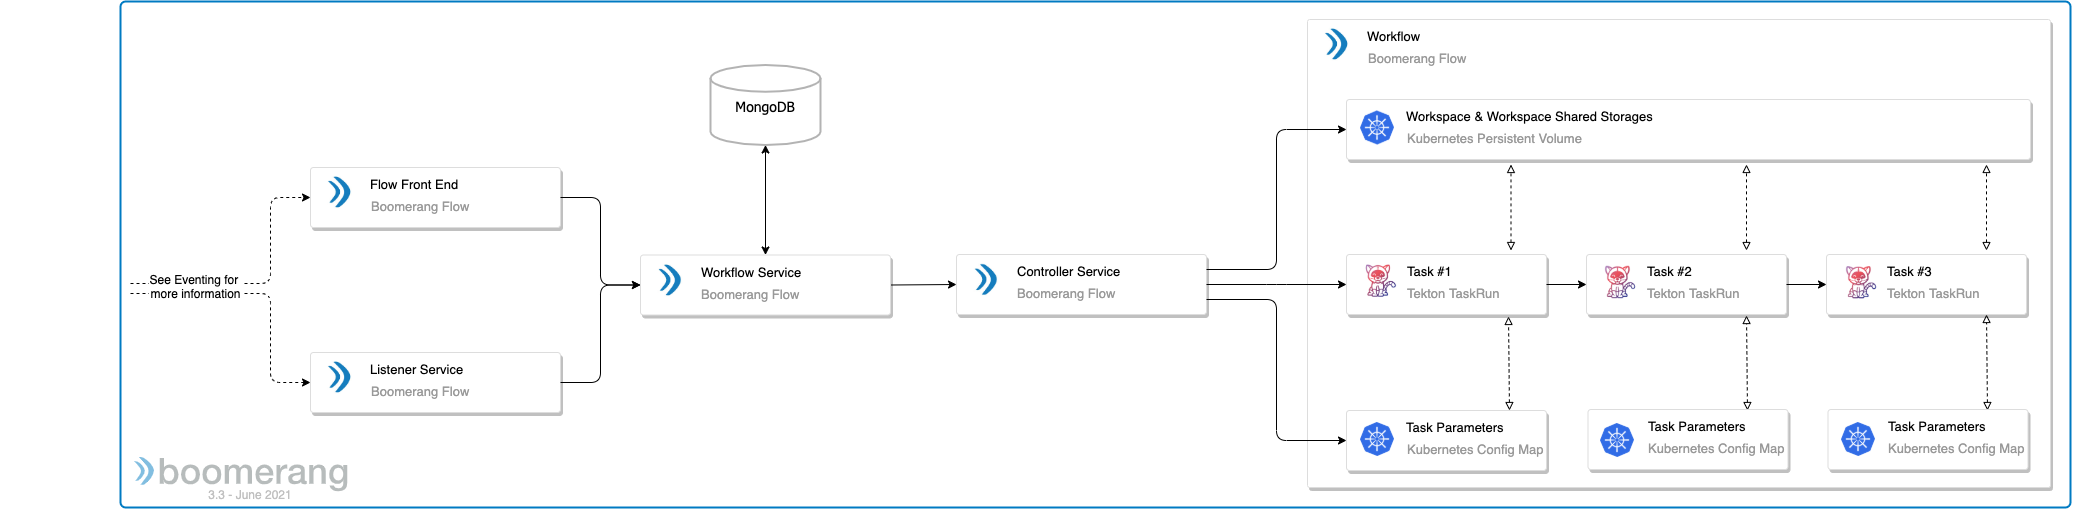 See Eventing for
more information
Flow Front End
Boomerang Flow
Listener Service
Boomerang Flow
MongoDB
Workflow Service
Boomerang Flow
Controller Service
Boomerang Flow
Workflow
Boomerang Flow
Workspace & Workspace Shared Storages
Kubernetes Persistent Volume
Task #1
Tekton TaskRun
Task #2
Tekton TaskRun
Task #3
Tekton TaskRun
Task Parameters
Kubernetes Config Map
Task Parameters
Kubernetes Config Map
Task Parameters
Kubernetes Config Map
boomerang
3.3 - June 2021